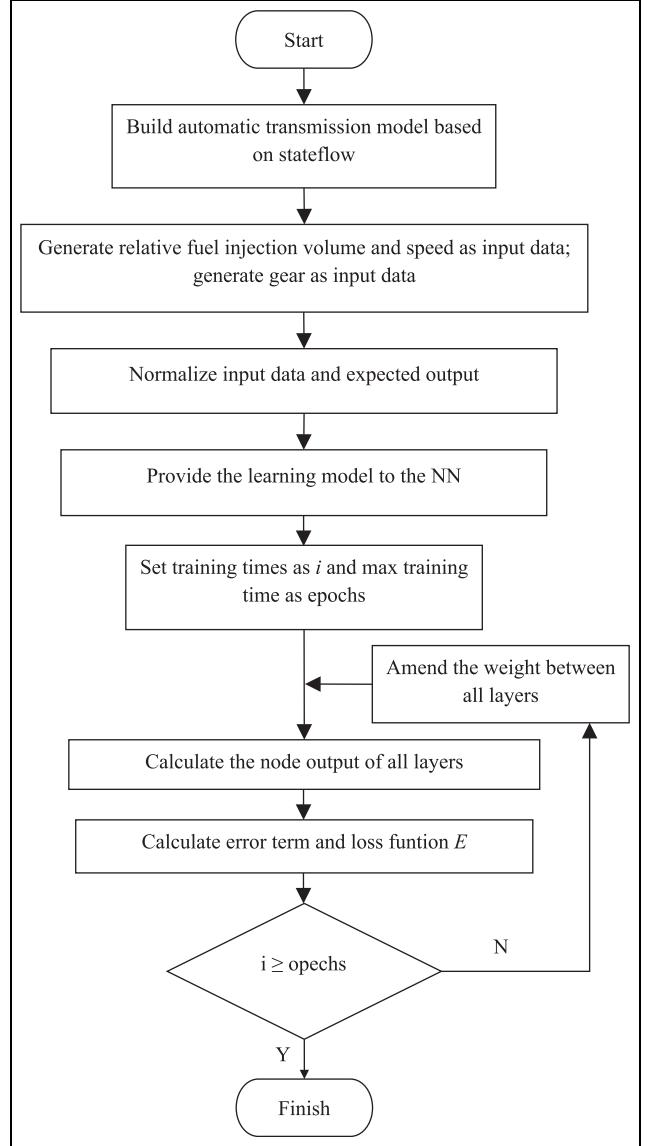 Start
Build automatic transmission model based
on stateflow
Generate relative fuel injection volume and speed as input data;
generate gear as input data
Normalize input data and expected output
Provide the learning model to the NN
Set training times as i and max training
time as epochs
Amend the weight between
all layers
Calculate the node output of all layers
Calculate error term and loss funtion E
i ≥ opechs
N
Y
Finish